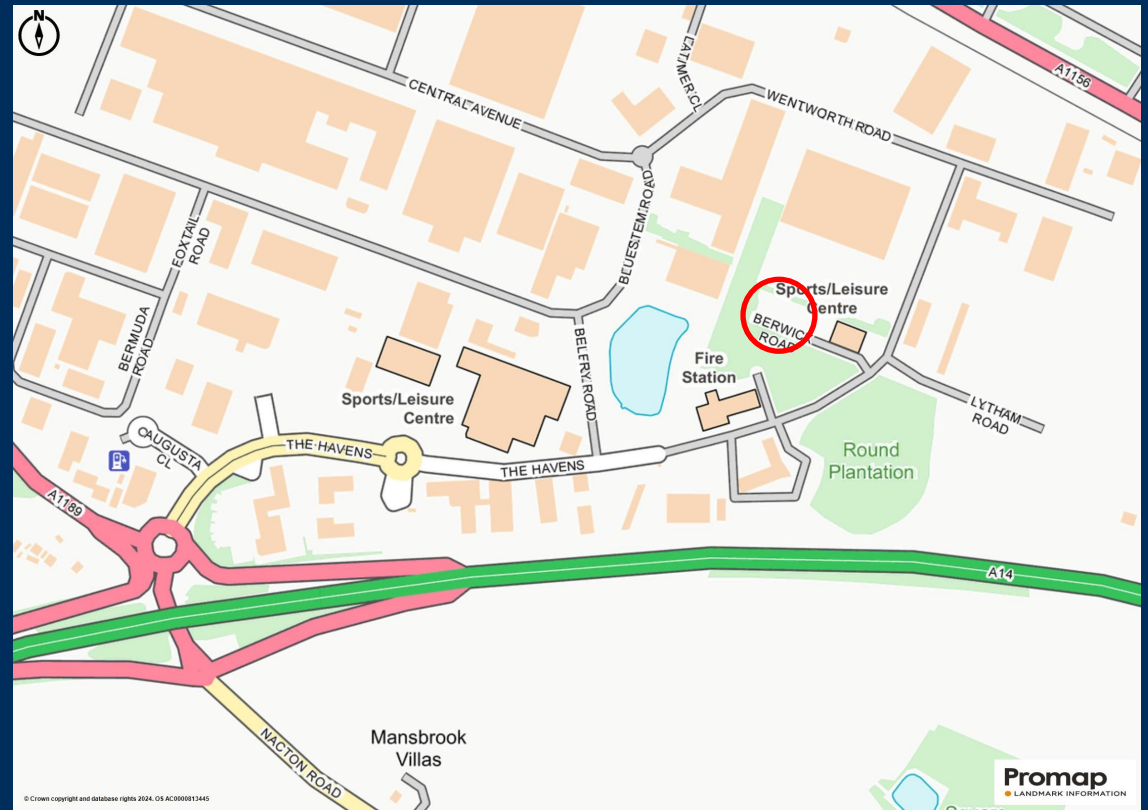 N
A1156
LATIMER CL
CENTRAL AVENUE
WENTWORTH ROAD
FOXTAIL
ROAD
BLUESTEM ROAD
BERMUDA
ROAD
Sports/Leisure
Centre
BERWICK
ROAD
BELFRY ROAD
Fire
Station
Sports/Leisure
Centre
LYTHAM
ROAD
AUGUSTA
CL
THE HAVENS
THE HAVENS
Round
Plantation
A1189
A14
NACTON ROAD
Mansbrook
Villas
Promap
LANDMARK INFORMATION
© Crown copyright and database rights 2024. OS AC0000813445